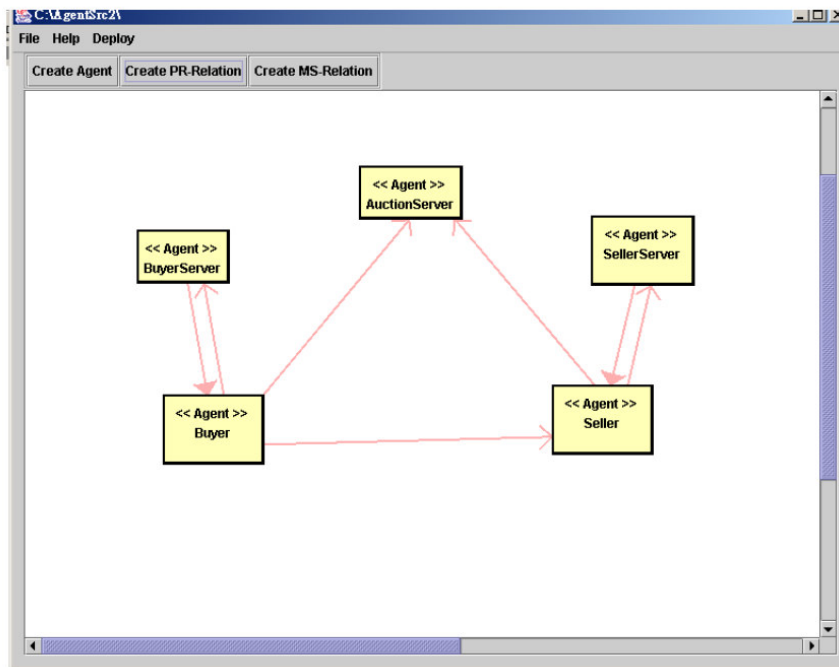 C:\AgentSrc2\
File Help Deploy
Create Agent Create PR-Relation Create MS-Relation
<< Agent >>
AuctionServer
<< Agent >>
SellerServer
<< Agent >>
BuyerServer
<< Agent >>
Seller
<< Agent >>
Buyer